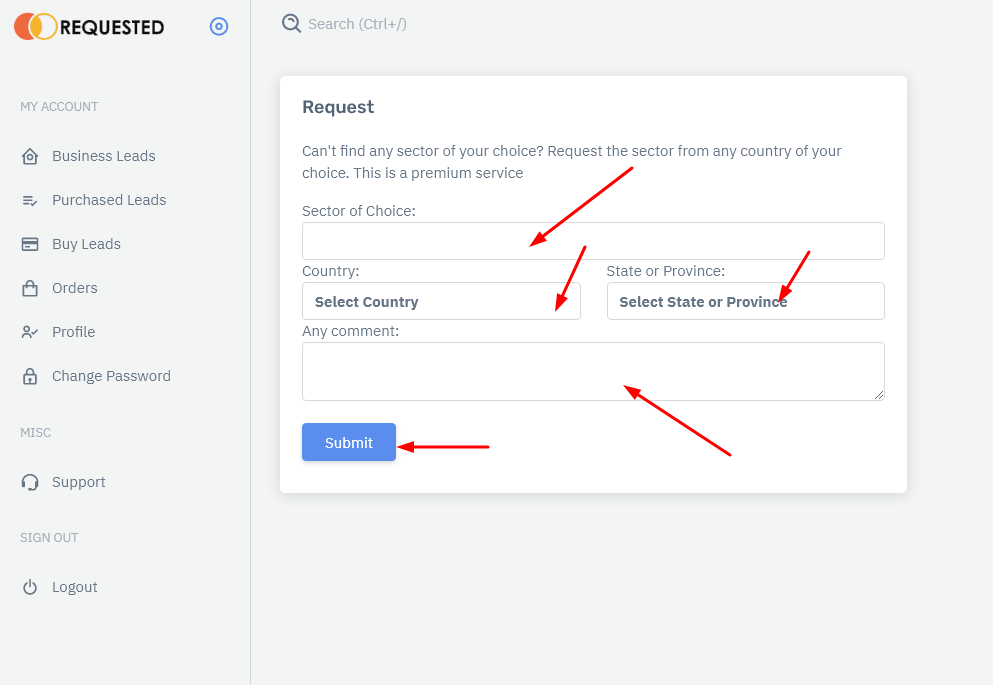 REQUESTED
Search (Ctrl+/)
MY ACCOUNT
Business Leads
Purchased Leads
Buy Leads
Orders
Profile
Change Password
MISC
Support
SIGN OUT
Logout
Request
Can't find any sector of your choice? Request the sector from any country of your
choice. This is a premium service
Sector of Choice:
Country:
State or Province:
Select Country
Select State or Province
Any comment:
Submit